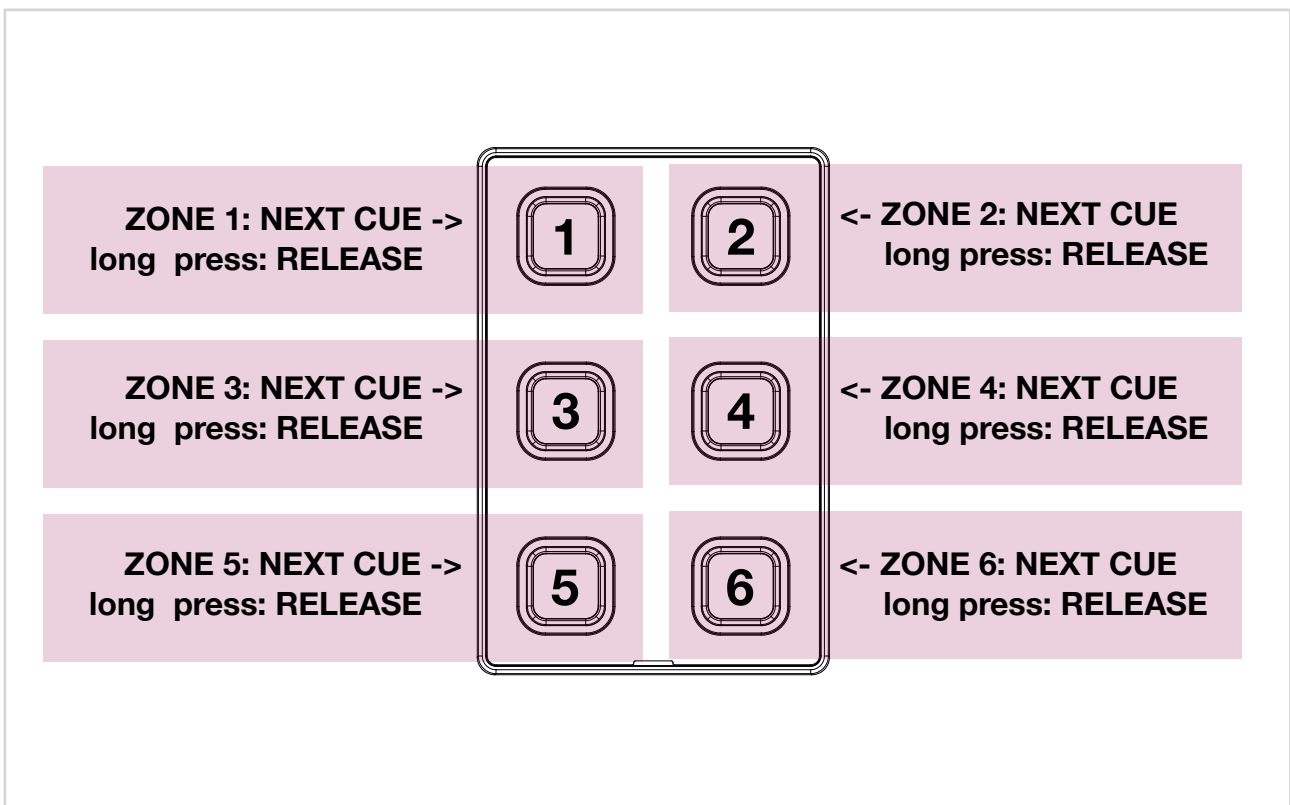 ZONE 1: NEXT CUE ->
long  press: RELEASE
1
2
<- ZONE 2: NEXT CUE
long press: RELEASE
ZONE 3: NEXT CUE ->
long  press: RELEASE
3
4
<- ZONE 4: NEXT CUE
long press: RELEASE
ZONE 5: NEXT CUE ->
long  press: RELEASE
5
6
<- ZONE 6: NEXT CUE
long press: RELEASE